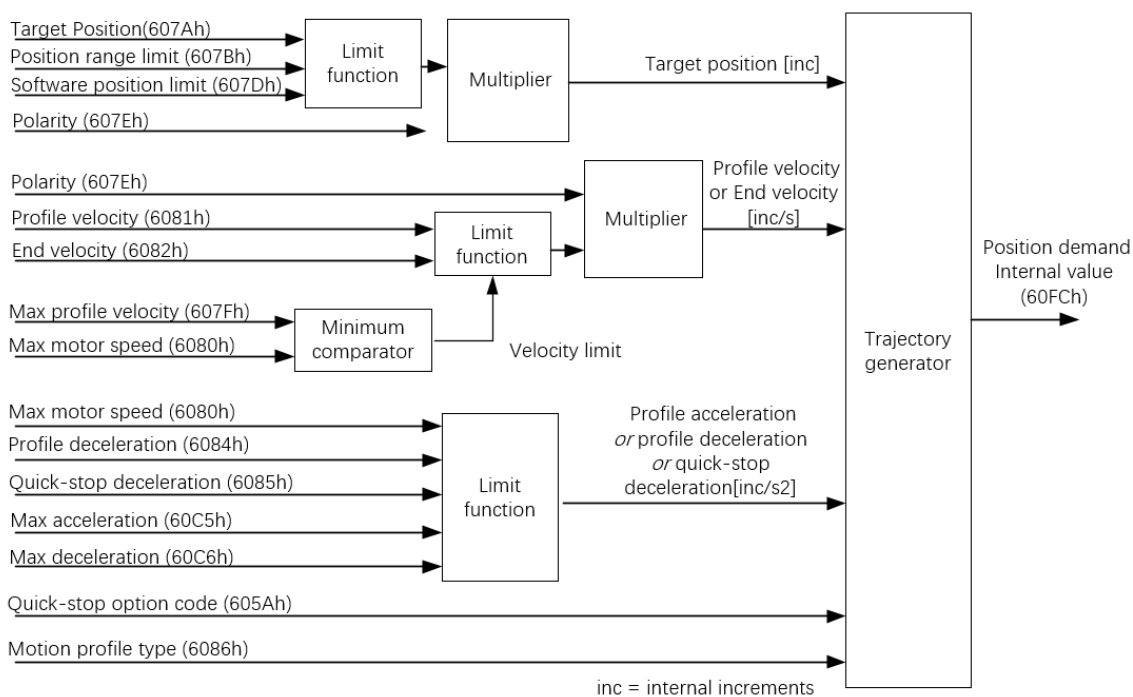 Target Position(607Ah)
Position range limit (607Bh)
Software position limit (607Dh)
Polarity (607Eh)
Limit
function
Multiplier
Target position [inc]
Polarity (607Eh)
Profile velocity (6081h)
End velocity (6082h)
Limit
function
Multiplier
Profile velocity
or End velocity
[inc/s]
Max profile velocity (607Fh)
Max motor speed (6080h)
Minimum
comparator
Velocity limit
Max motor speed (6080h)
Profile deceleration (6084h)
Quick-stop deceleration (6085h)
Max acceleration (60C5h)
Max deceleration (60C6h)
Limit
function
Profile acceleration
or profile deceleration
or quick-stop
deceleration[inc/s2]
Quick-stop option code (605Ah)
Motion profile type (6086h)
Trajectory
generator
Position demand
Internal value
(60FCh)
inc = internal increments